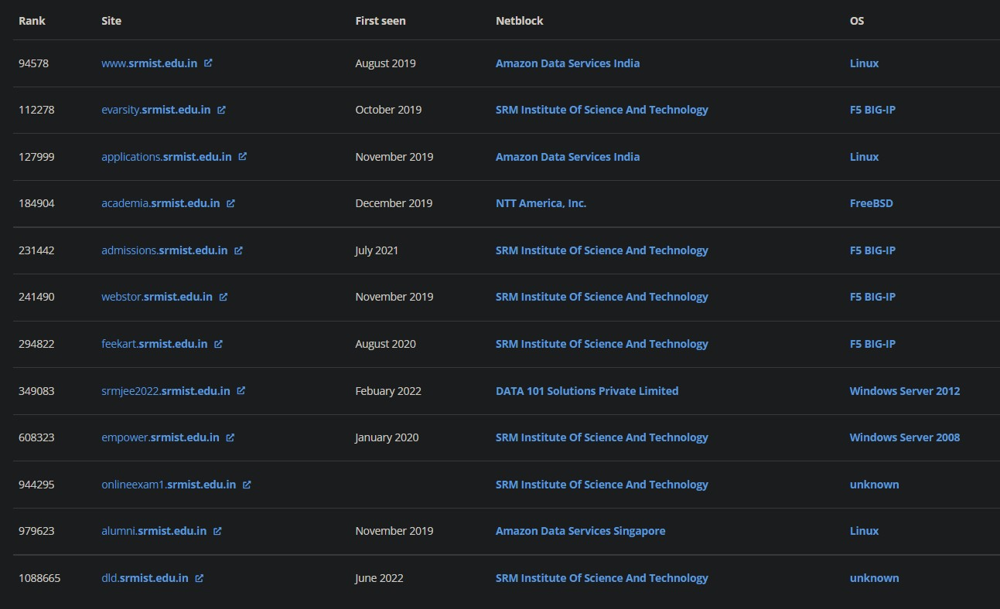 Rank Site First seen Netblock OS
94578 www.srmist.edu.in August 2019 Amazon Data Services India Linux
112278 evarsity.srmist.edu.in October 2019 SRM Institute Of Science And Technology F5 BIG-IP
127999 applications.srmist.edu.in November 2019 Amazon Data Services India Linux
184904 academia.srmist.edu.in December 2019 NTT America, Inc. FreeBSD
231442 admissions.srmist.edu.in July 2021 SRM Institute Of Science And Technology F5 BIG-IP
241490 webstor.srmist.edu.in November 2019 SRM Institute Of Science And Technology F5 BIG-IP
294822 feekart.srmist.edu.in August 2020 SRM Institute Of Science And Technology F5 BIG-IP
349083 srmjee2022.srmist.edu.in Febuary 2022 DATA 101 Solutions Private Limited Windows Server 2012
608323 empower.srmist.edu.in January 2020 SRM Institute Of Science And Technology Windows Server 2008
944295 onlineexam1.srmist.edu.in SRM Institute Of Science And Technology unknown
979623 alumni.srmist.edu.in November 2019 Amazon Data Services Singapore Linux
1088665 dld.srmist.edu.in June 2022 SRM Institute Of Science And Technology unknown